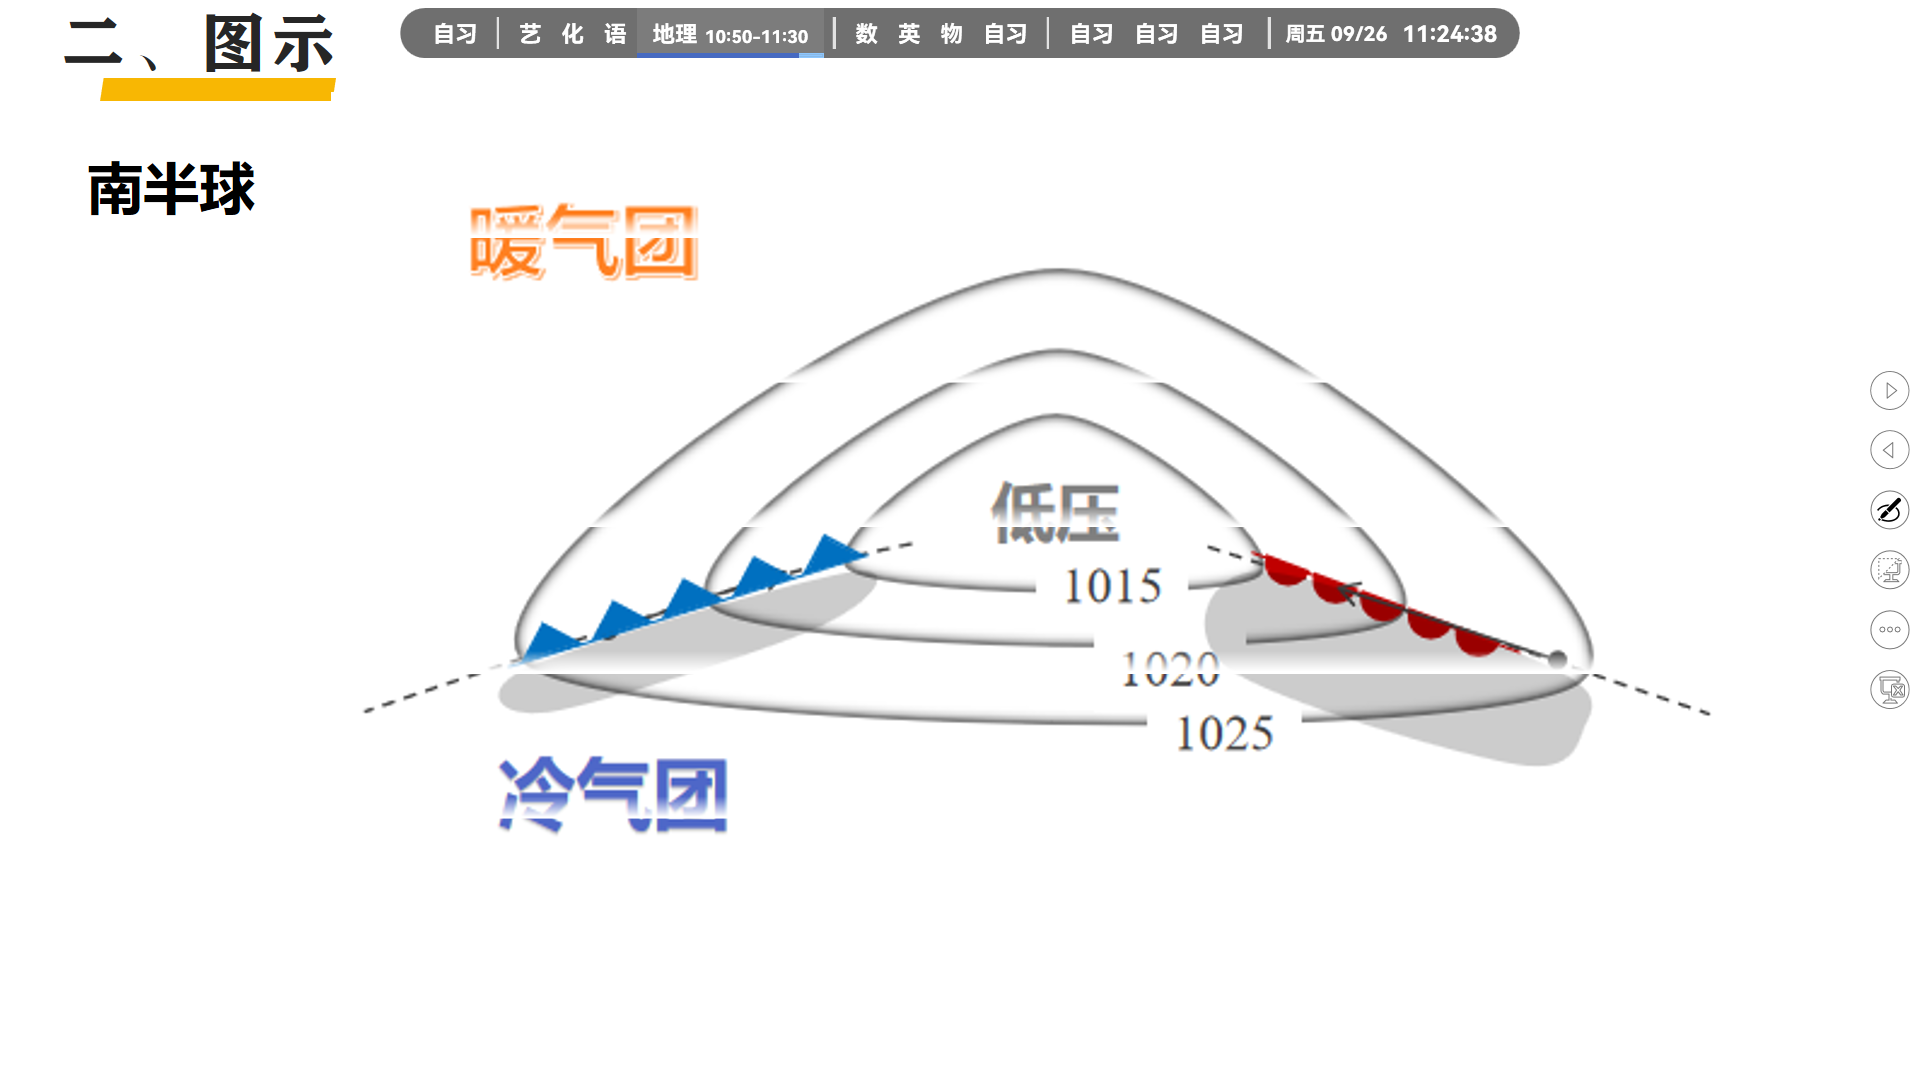 二、图示
自习 艺 化 语 地理 10:50-11:30 数 英 物 自习 自习 自习 自习 周五 09/26 11:24:38
南半球
暖气团
低压
1015
1020
1025
冷气团